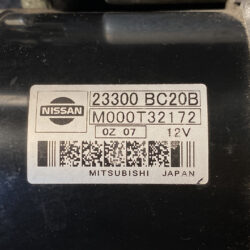 NISSAN
23300 BC20B
M000T32172
0Z 07 12V
MITSUBISHI JAPAN